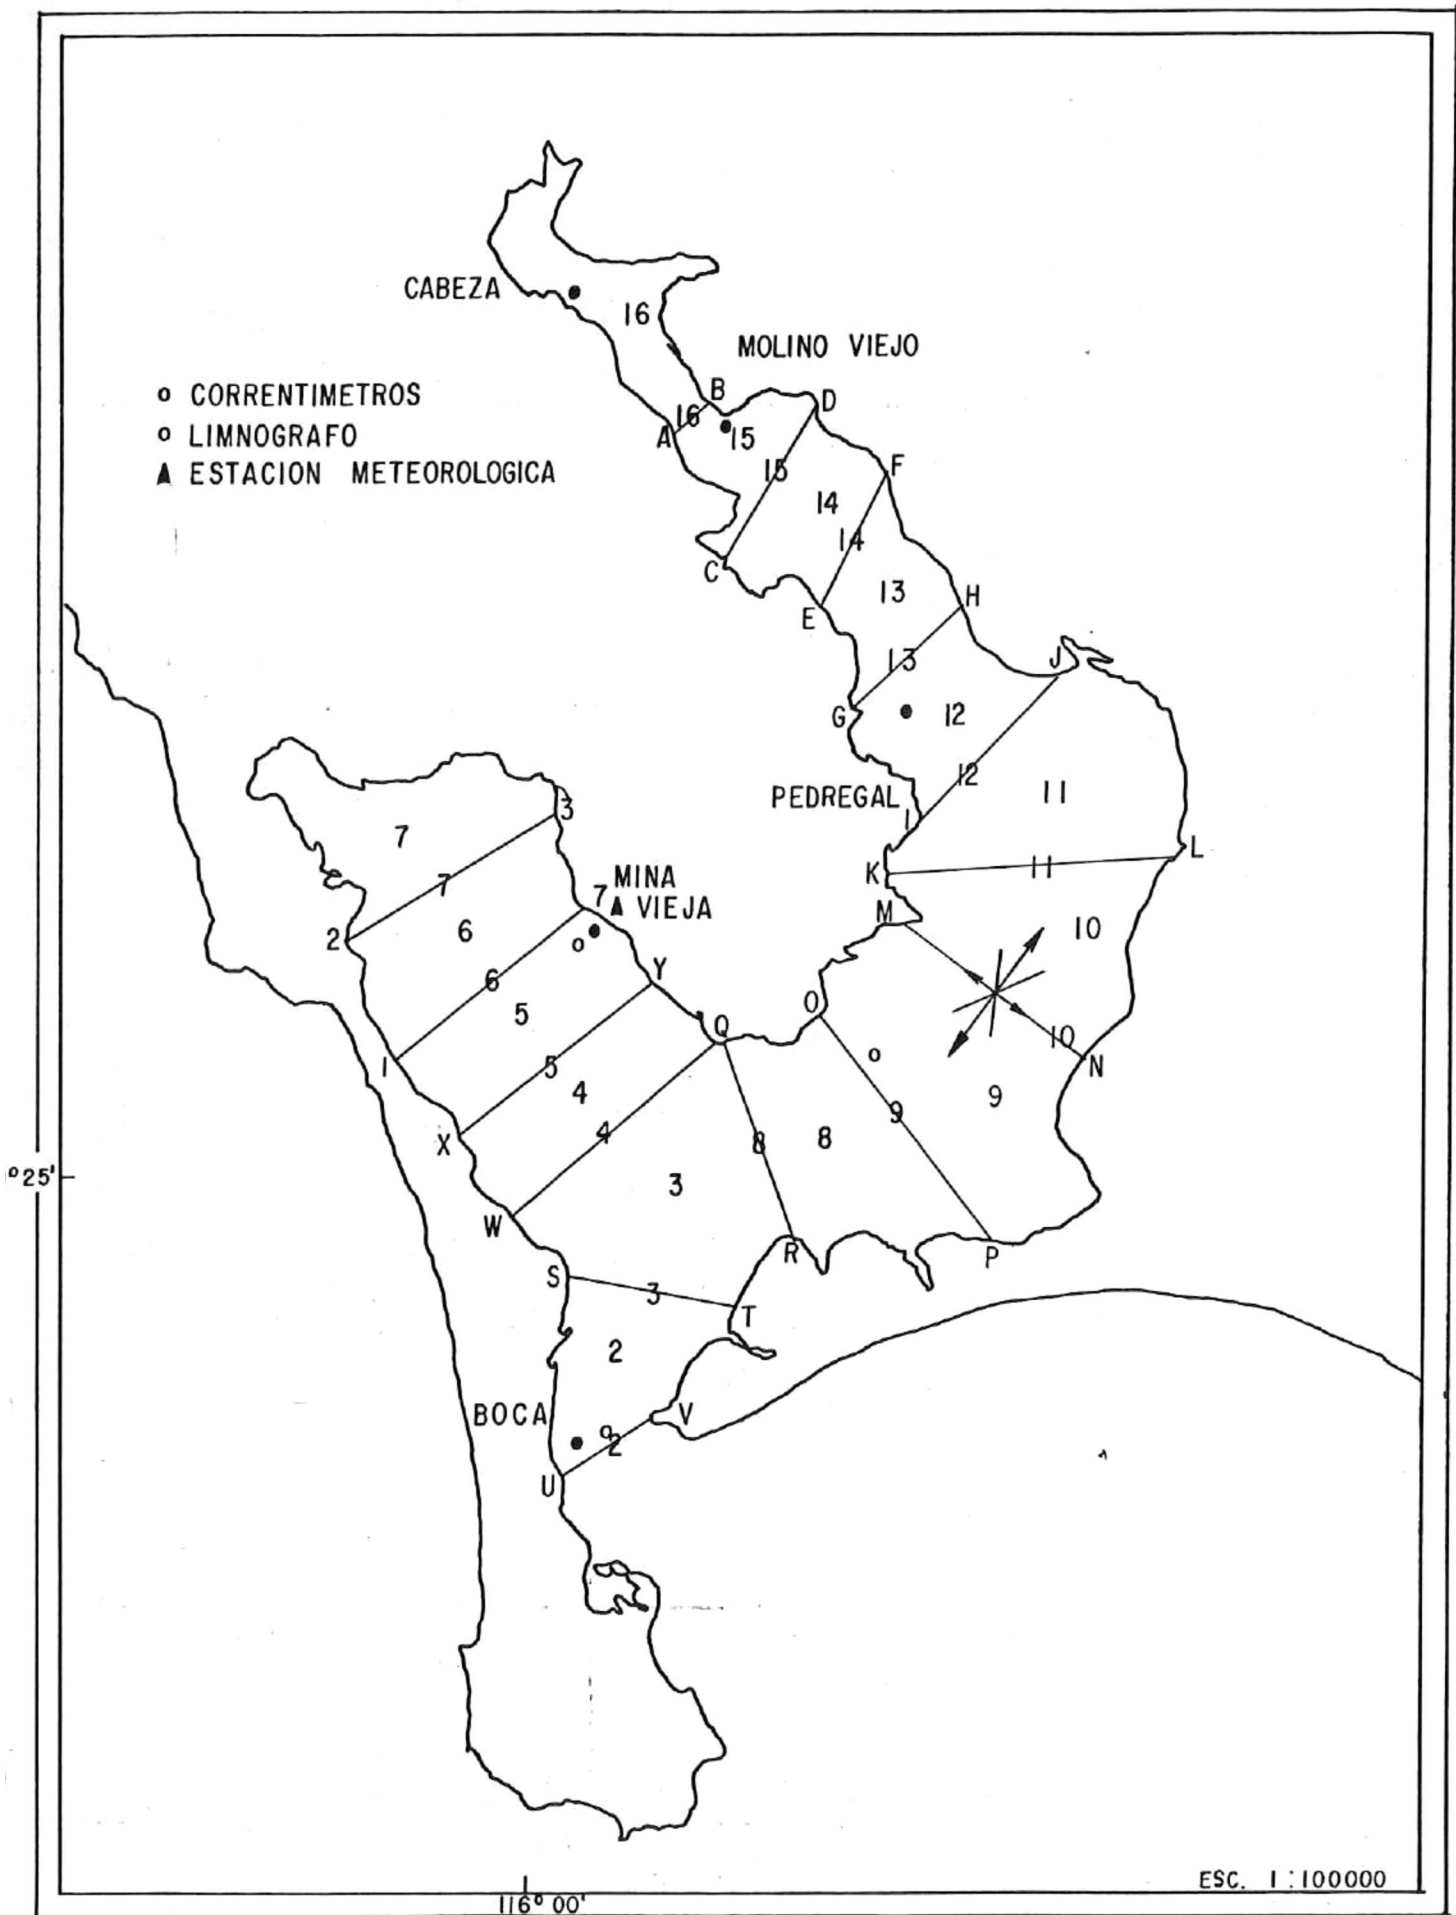 CABEZA
16
MOLINO VIEJO
B
D
16
A
15
o CORRENTIMETROS
o LIMNOGRAFO
▲ ESTACION METEOROLOGICA
15
F
14
14
C
E
13
H
13
J
G
12
12
PEDREGAL
I
11
3
7
K
11
L
7
MINA
7
VIEJA
M
2
6
10
Y
6
5
O
Q
10
1
5
N
4
9
9
X
4
8
8
°25'
3
W
R
P
S
3
T
2
BOCA
V
2
U
ESC. 1:100000
116° 00'